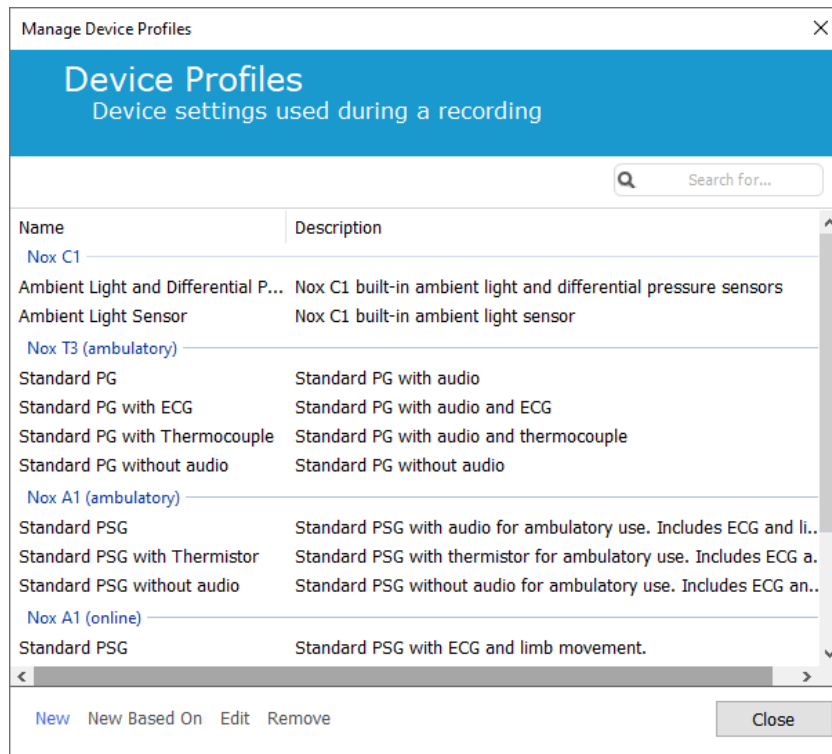 Manage Device Profiles
Device Profiles
Device settings used during a recording
Search for...
Name Description
Nox C1
Ambient Light and Differential P... Nox C1 built-in ambient light and differential pressure sensors
Ambient Light Sensor Nox C1 built-in ambient light sensor
Nox T3 (ambulatory)
Standard PG Standard PG with audio
Standard PG with ECG Standard PG with audio and ECG
Standard PG with Thermocouple Standard PG with audio and thermocouple
Standard PG without audio Standard PG without audio
Nox A1 (ambulatory)
Standard PSG Standard PSG with audio for ambulatory use. Includes ECG and li..
Standard PSG with Thermistor Standard PSG with thermistor for ambulatory use. Includes ECG a.
Standard PSG without audio Standard PSG without audio for ambulatory use. Includes ECG an..
Nox A1 (online)
Standard PSG Standard PSG with ECG and limb movement.
New New Based On Edit Remove Close